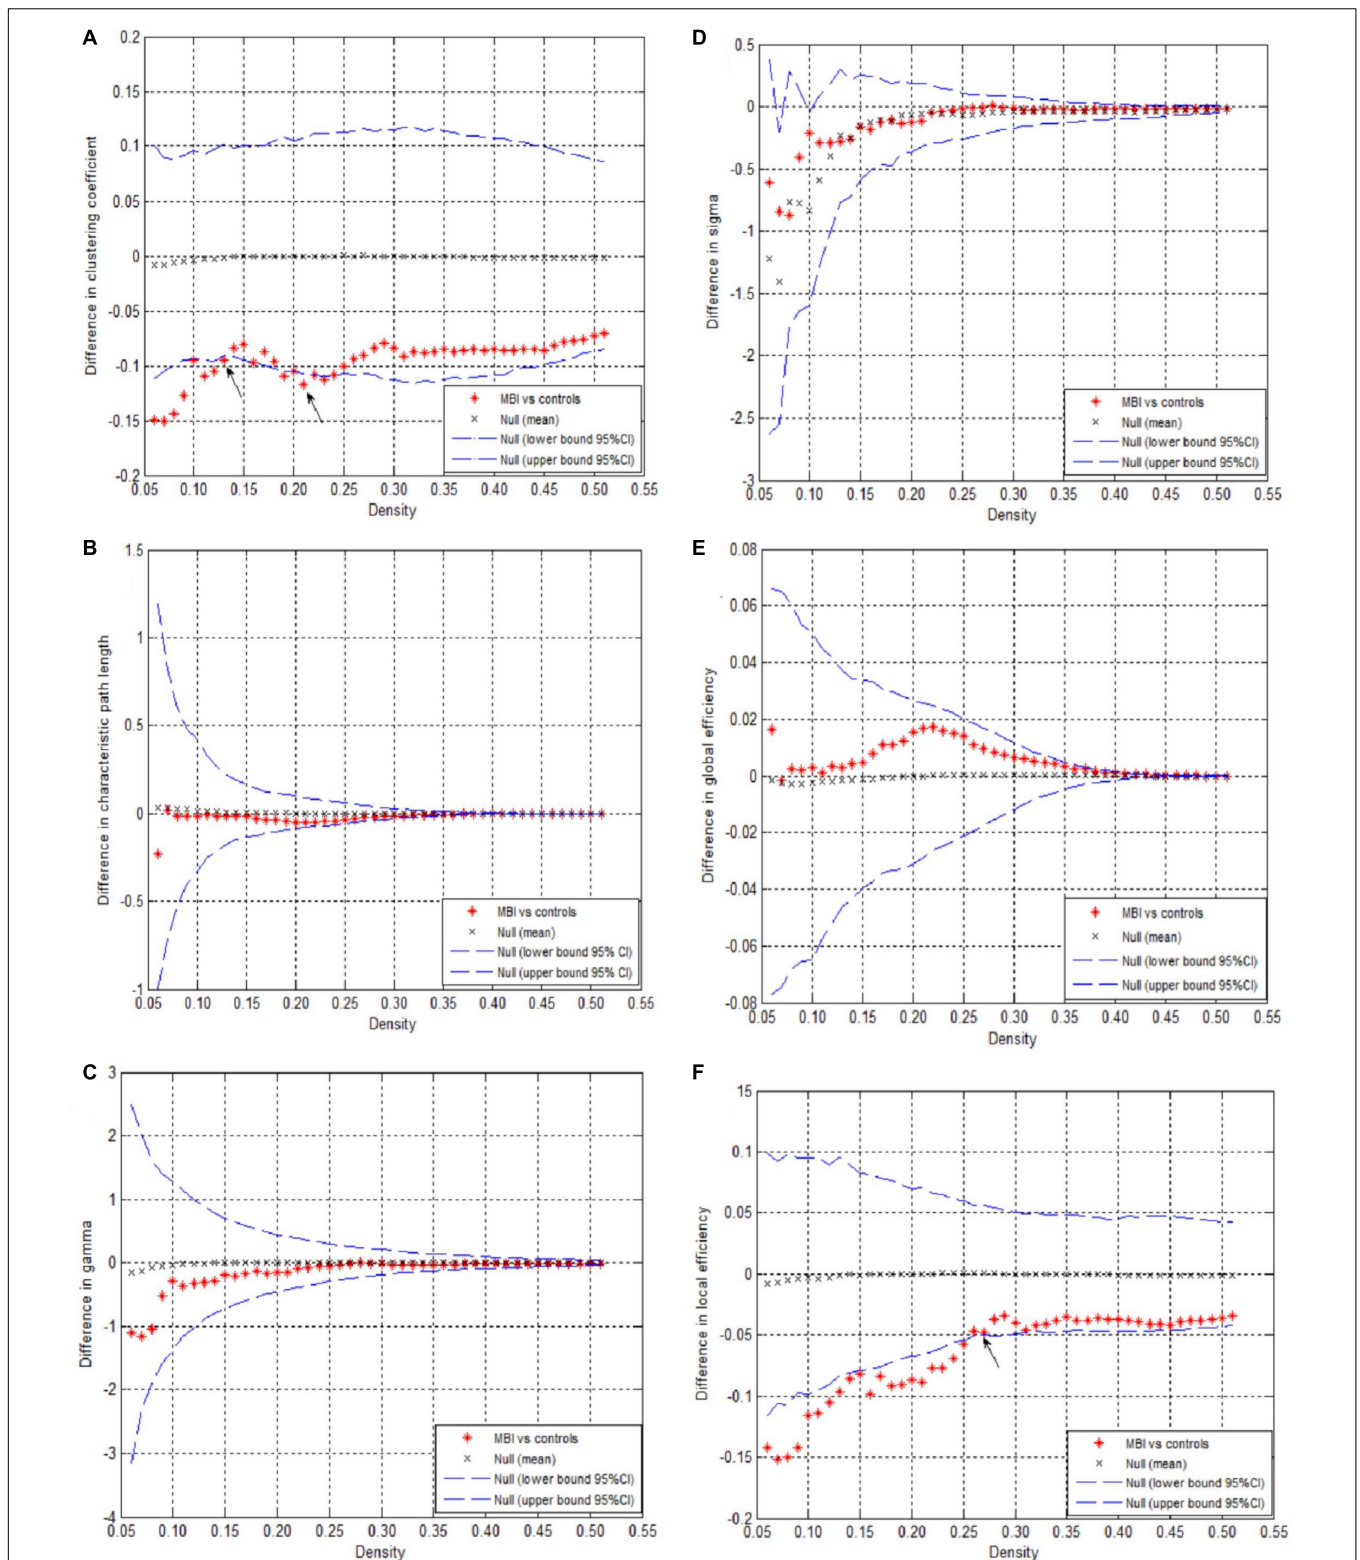 A
0.2
0.15
0.1
0.05
0
-0.05
-0.1
-0.15
-0.2
0.05 0.10 0.15 0.20 0.25 0.30 0.35 0.40 0.45 0.50 0.55
Density
Difference in clustering coefficient
MBI vs controls
Null (mean)
Null (lower bound 95%CI)
Null (upper bound 95%CI)
D
0.5
0
-0.5
-1
-1.5
-2
-2.5
-3
0.05 0.10 0.15 0.20 0.25 0.30 0.35 0.40 0.45 0.50 0.55
Density
Difference in sigma
MBI vs controls
Null (mean)
Null (lower bound 95%CI)
Null (upper bound 95%CI)
B
1.5
1
0.5
0
-0.5
-1
0.05 0.10 0.15 0.20 0.25 0.30 0.35 0.40 0.45 0.50 0.55
Density
Difference in characteristic path length
MBI vs controls
Null (mean)
Null (lower bound 95% CI)
Null (upper bound 95% CI)
E
0.08
0.06
0.04
0.02
0
-0.02
-0.04
-0.06
-0.08
0.05 0.10 0.15 0.20 0.25 0.30 0.35 0.40 0.45 0.50 0.55
Density
Difference in global efficiency
MBI vs controls
Null (mean)
Null (lower bound 95%CI)
Null (upper bound 95%CI)
C
3
2
1
0
-1
-2
-3
-4
0.05 0.10 0.15 0.20 0.25 0.30 0.35 0.40 0.45 0.50 0.55
Density
Difference in gamma
MBI vs controls
Null (mean)
Null (lower bound 95%CI)
Null (upper bound 95%CI)
F
15
0.1
0.05
0
-0.05
-0.1
-0.15
-0.2
0.05 0.10 0.15 0.20 0.25 0.30 0.35 0.40 0.45 0.50 0.55
Density
Difference in local efficiency
MBI vs controls
Null (mean)
Null (lower bound 95%CI)
Null (upper bound 95%CI)